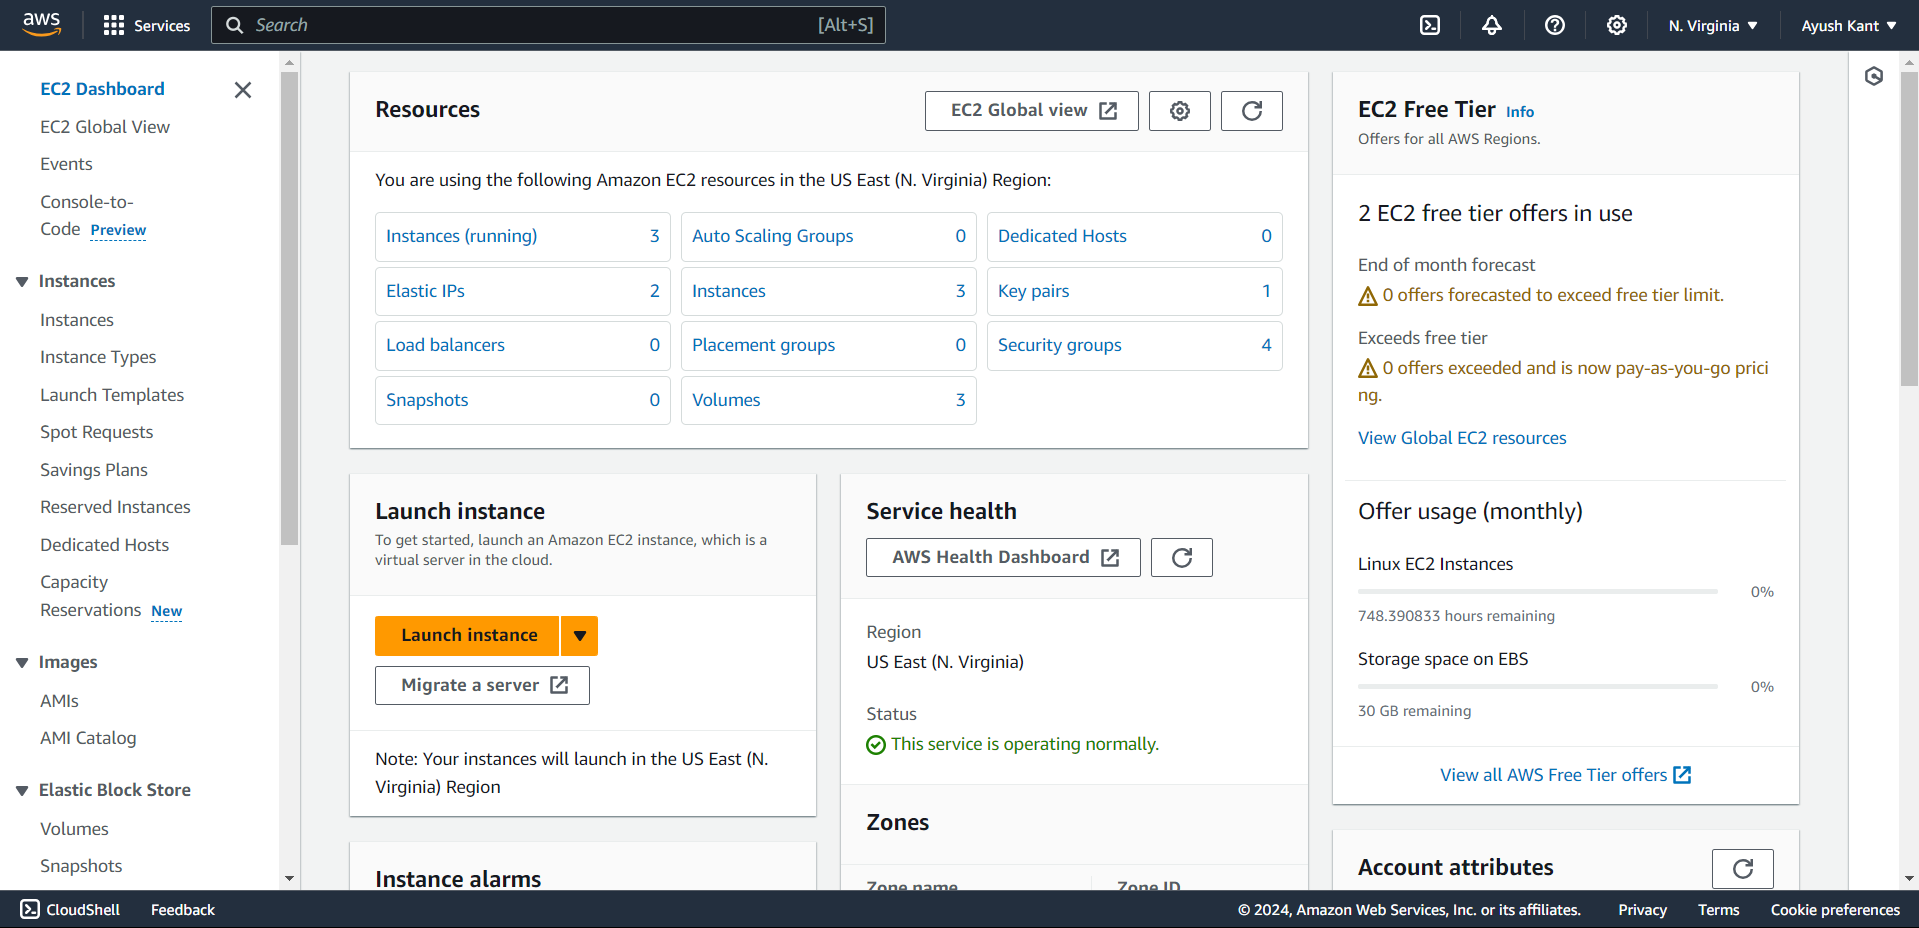 aws
Services
Search [Alt+S]
N. Virginia
Ayush Kant
EC2 Dashboard
EC2 Global View
Events
Console-to-
Code Preview
Instances
Instances
Instance Types
Launch Templates
Spot Requests
Savings Plans
Reserved Instances
Dedicated Hosts
Capacity
Reservations New
Images
AMIs
AMI Catalog
Elastic Block Store
Volumes
Snapshots
Resources
EC2 Global view
You are using the following Amazon EC2 resources in the US East (N. Virginia) Region:
Instances (running) 3
Auto Scaling Groups 0
Dedicated Hosts 0
Elastic IPs 2
Instances 3
Key pairs 1
Load balancers 0
Placement groups 0
Security groups 4
Snapshots 0
Volumes 3
Launch instance
To get started, launch an Amazon EC2 instance, which is a
virtual server in the cloud.
Launch instance
Migrate a server
Note: Your instances will launch in the US East (N.
Virginia) Region
Instance alarms
Service health
AWS Health Dashboard
Region
US East (N. Virginia)
Status
This service is operating normally.
Zones
Zone name Zone ID
EC2 Free Tier Info
Offers for all AWS Regions.
2 EC2 free tier offers in use
End of month forecast
0 offers forecasted to exceed free tier limit.
Exceeds free tier
0 offers exceeded and is now pay-as-you-go prici
ng.
View Global EC2 resources
Offer usage (monthly)
Linux EC2 Instances
0%
748.390833 hours remaining
Storage space on EBS
0%
30 GB remaining
View all AWS Free Tier offers
Account attributes
CloudShell
Feedback
© 2024, Amazon Web Services, Inc. or its affiliates.
Privacy
Terms
Cookie preferences